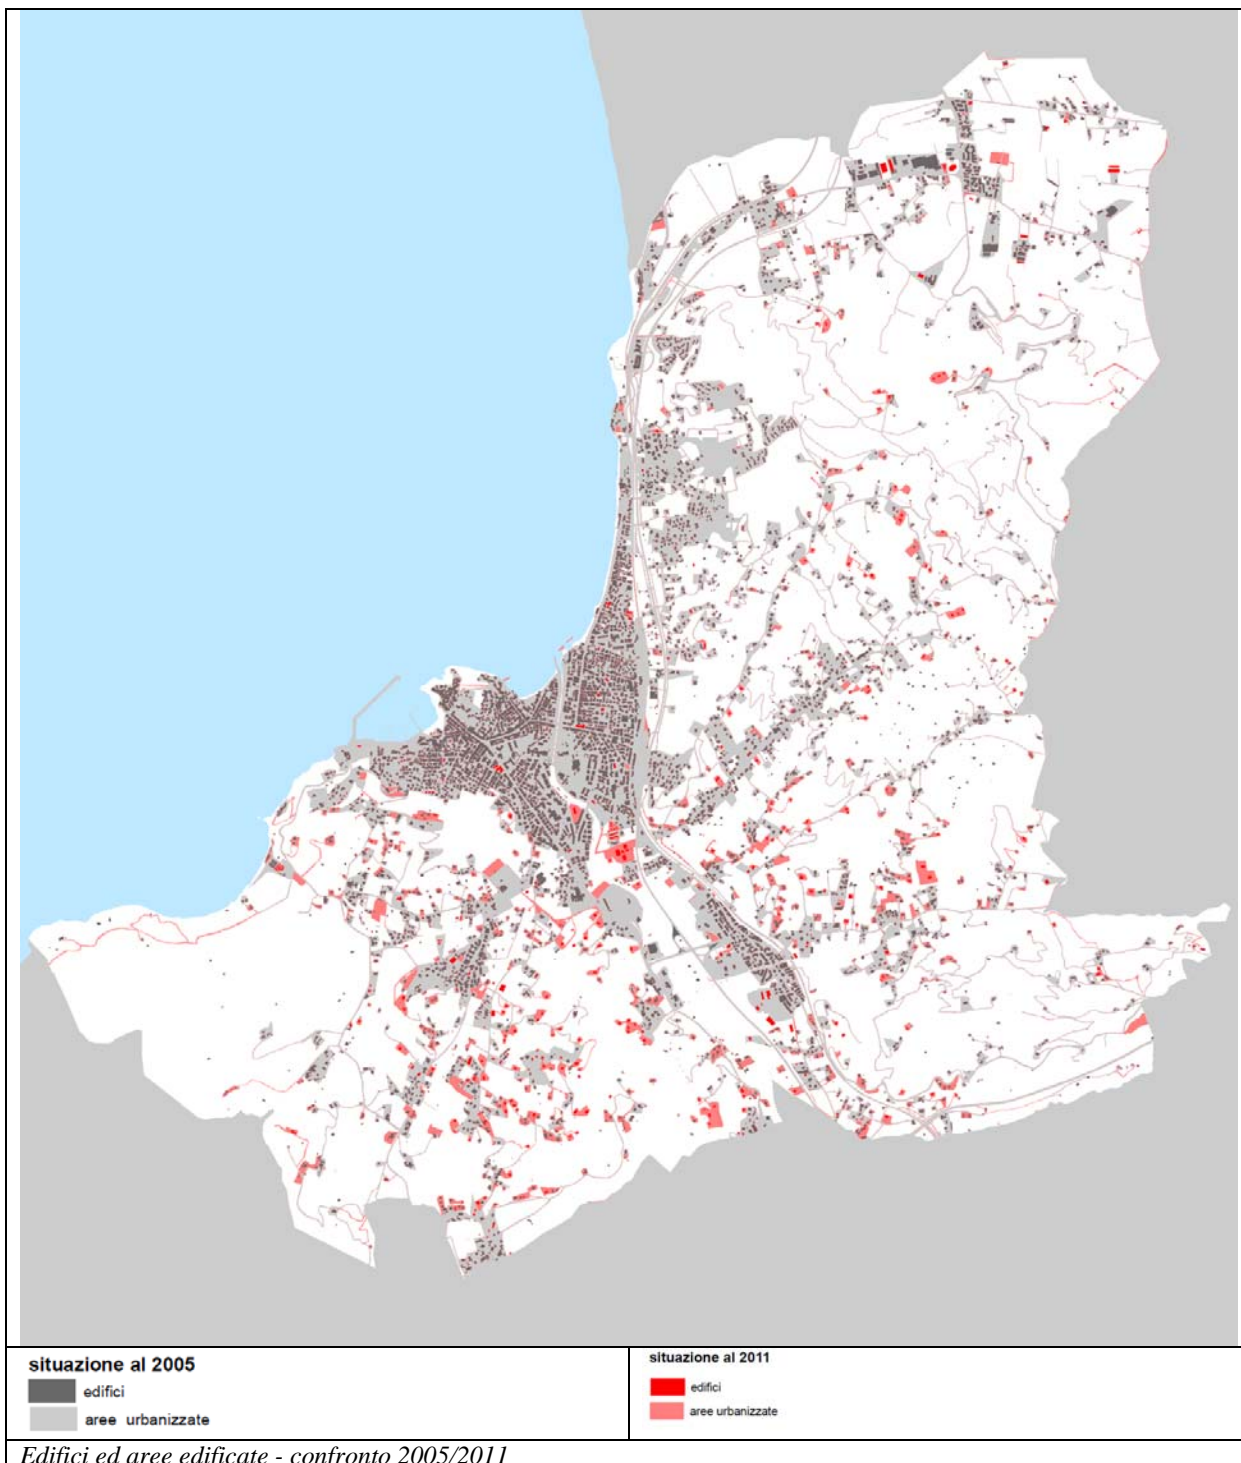 situazione al 2005
edifici
aree urbanizzate
situazione al 2011
edifici
aree urbanizzate
Edifici ed aree edificate - confronto 2005/2011